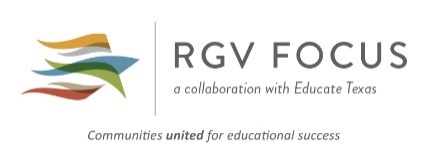 RGV FOCUS
a collaboration with Educate Texas
Communities united for educational success